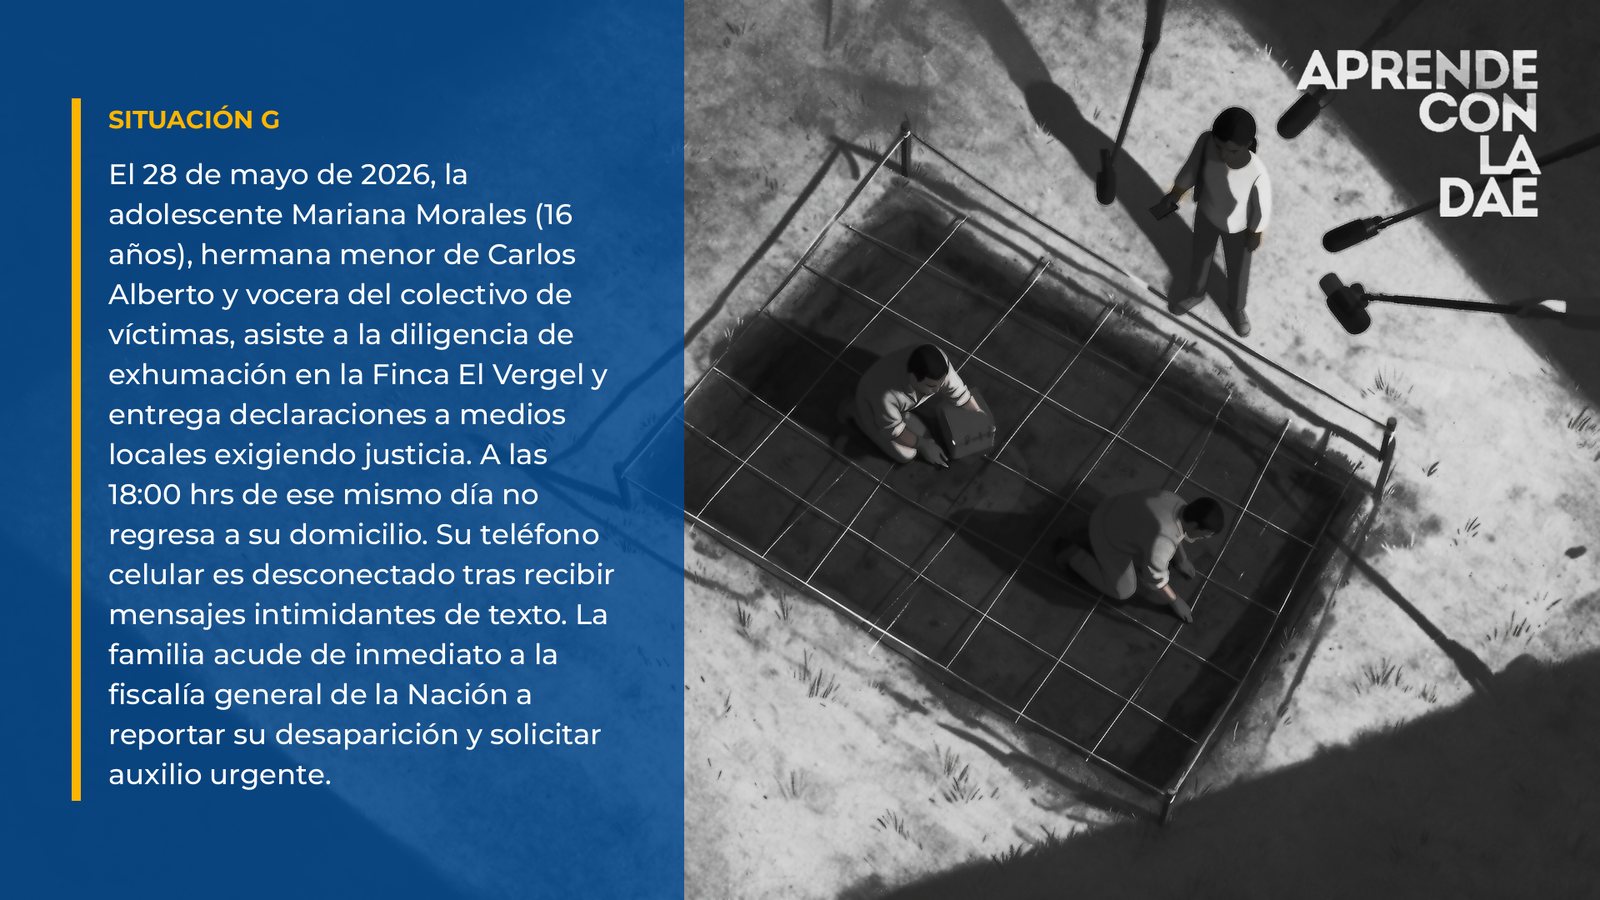 SITUACIÓN G
El 28 de mayo de 2026, la
adolescente Mariana Morales (16
años), hermana menor de Carlos
Alberto y vocera del colectivo de
víctimas, asiste a la diligencia de
exhumación en la Finca El Vergel y
entrega declaraciones a medios
locales exigiendo justicia. A las
18:00 hrs de ese mismo día no
regresa a su domicilio. Su teléfono
celular es desconectado tras recibir
mensajes intimidantes de texto. La
familia acude de inmediato a la
fiscalía general de la Nación a
reportar su desaparición y solicitar
auxilio urgente.
APRENDE
CON
LA
DAE